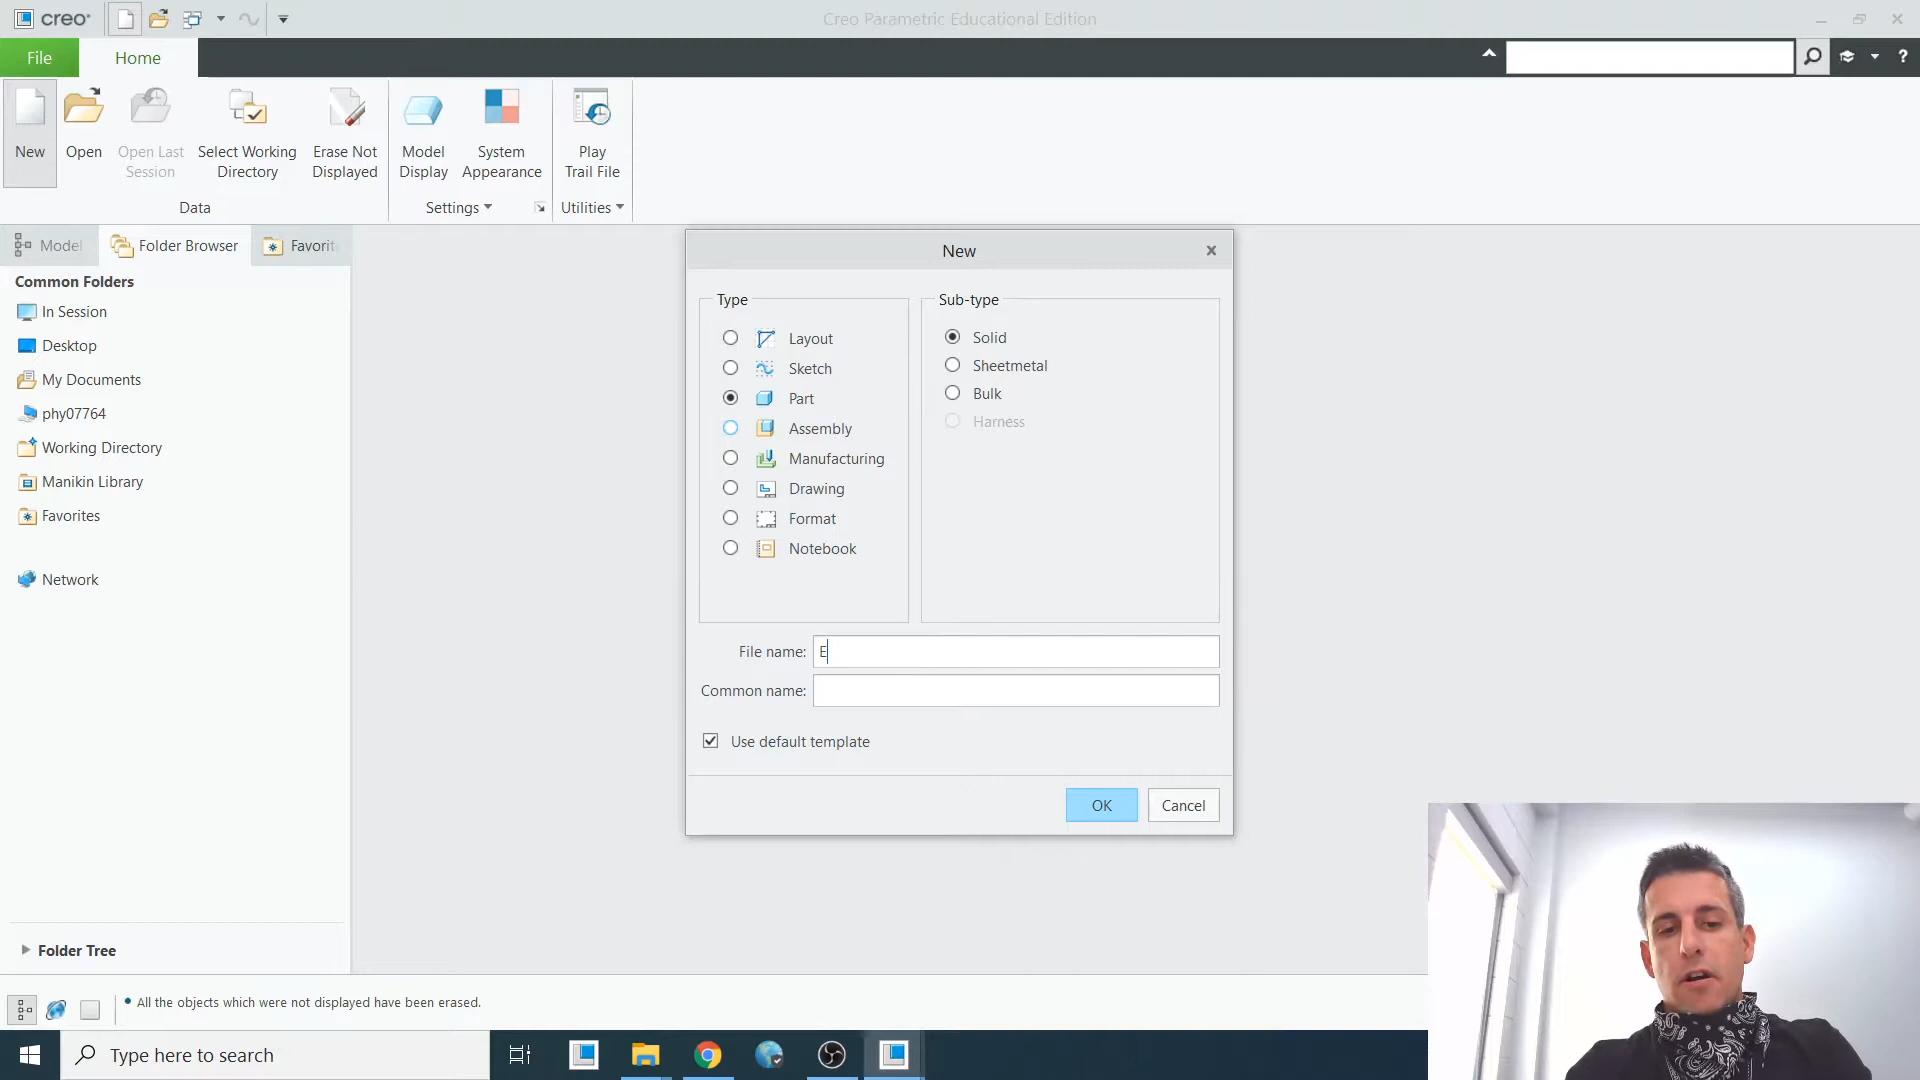 creo
Creo Parametric Educational Edition
File
Home
?
New
Open
Open Last Session
Select Working Directory
Erase Not Displayed
Model Display
System Appearance
Play Trail File
Data
Settings
Utilities
Model
Folder Browser
Favorit
Common Folders
In Session
Desktop
My Documents
phy07764
Working Directory
Manikin Library
Favorites
Network
Folder Tree
New
Type
Layout
Sketch
Part
Assembly
Manufacturing
Drawing
Format
Notebook
Sub-type
Solid
Sheetmetal
Bulk
Harness
File name: E
Common name:
Use default template
OK
Cancel
All the objects which were not displayed have been erased.
Type here to search